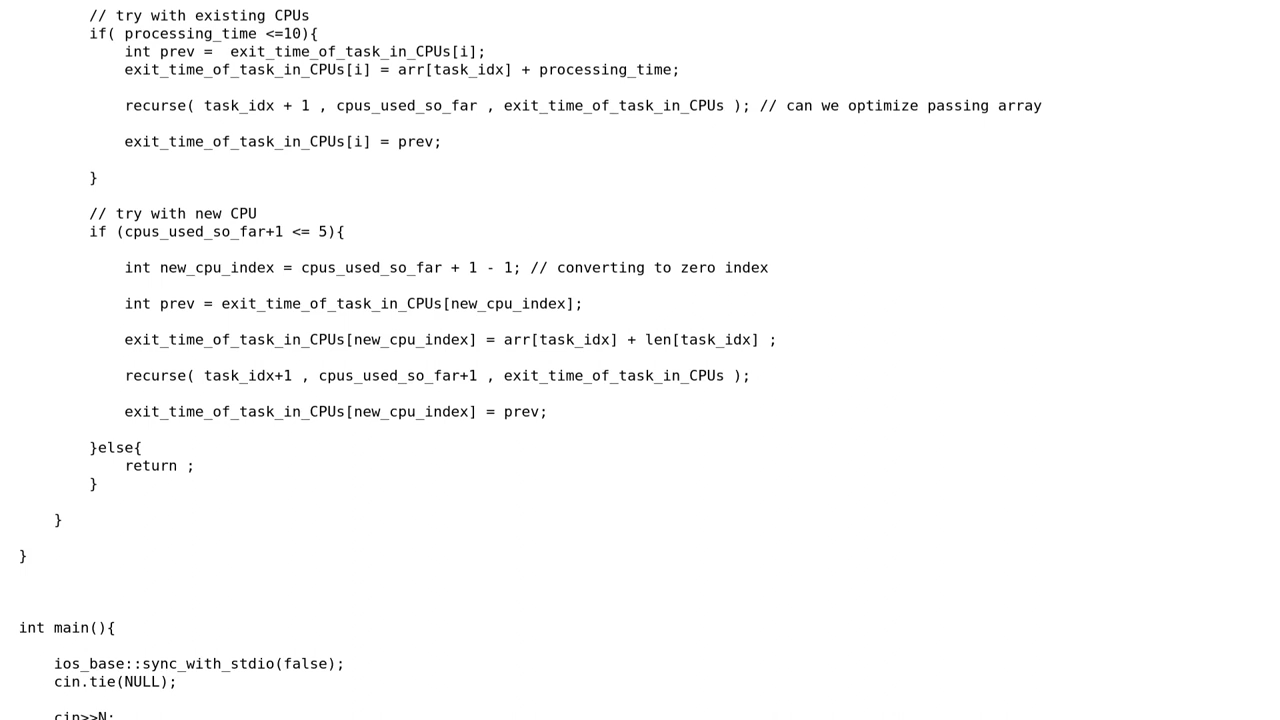 // try with existing CPUs
if( processing_time <=10){
int prev =  exit_time_of_task_in_CPUs[i];
exit_time_of_task_in_CPUs[i] = arr[task_idx] + processing_time;
recurse( task_idx + 1 , cpus_used_so_far , exit_time_of_task_in_CPUs ); // can we optimize passing array
exit_time_of_task_in_CPUs[i] = prev;
}
// try with new CPU
if (cpus_used_so_far+1 <= 5){
int new_cpu_index = cpus_used_so_far + 1 - 1; // converting to zero index
int prev = exit_time_of_task_in_CPUs[new_cpu_index];
exit_time_of_task_in_CPUs[new_cpu_index] = arr[task_idx] + len[task_idx] ;
recurse( task_idx+1 , cpus_used_so_far+1 , exit_time_of_task_in_CPUs );
exit_time_of_task_in_CPUs[new_cpu_index] = prev;
}else{
return ;
}
}
}
int main(){
ios_base::sync_with_stdio(false);
cin.tie(NULL);
cin>>N;